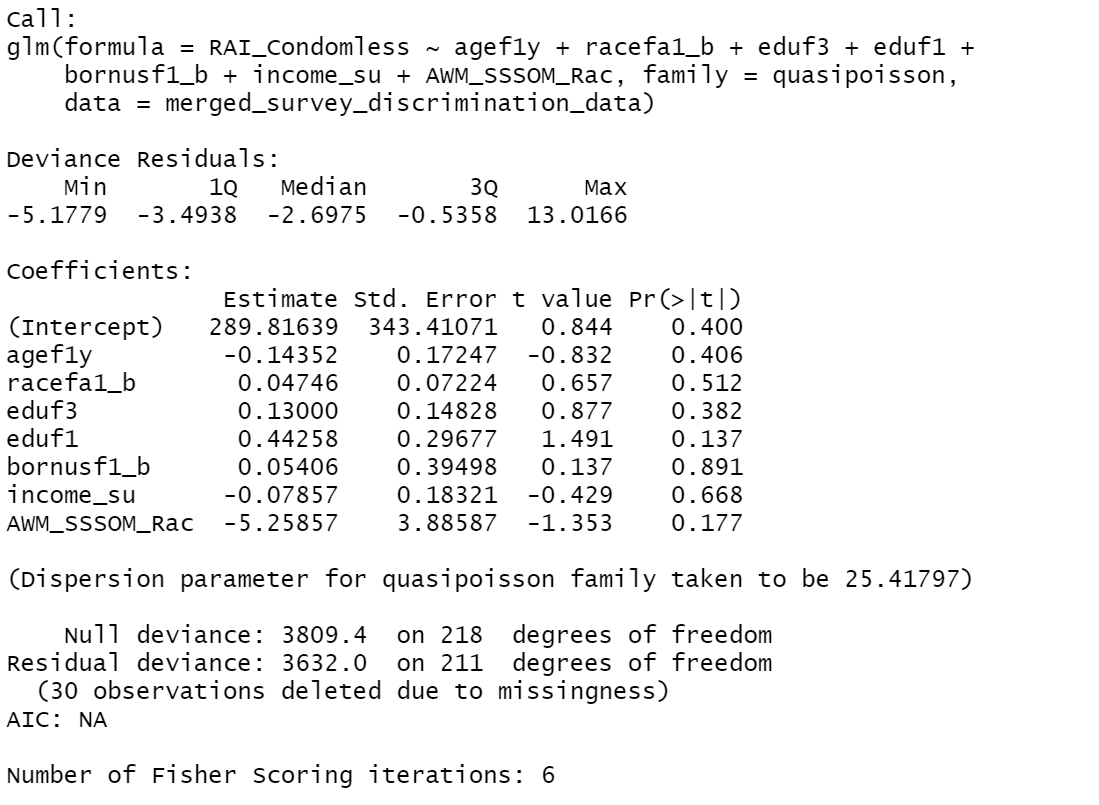 Call:
glm(formula = RAI_Condomless ~ agef1y + racefa1_b + eduf3 + eduf1 +
    bornusf1_b + income_su + AWM_SSSOM_Rac, family = quasipoisson,
    data = merged_survey_discrimination_data)

Deviance Residuals:
    Min       1Q   Median       3Q      Max
-5.1779  -3.4938  -2.6975  -0.5358  13.0166

Coefficients:
               Estimate Std. Error t value Pr(>|t|)
(Intercept)   289.81639  343.41071   0.844    0.400
agef1y         -0.14352    0.17247  -0.832    0.406
racefa1_b       0.04746    0.07224   0.657    0.512
eduf3           0.13000    0.14828   0.877    0.382
eduf1           0.44258    0.29677   1.491    0.137
bornusf1_b      0.05406    0.39498   0.137    0.891
income_su      -0.07857    0.18321  -0.429    0.668
AWM_SSSOM_Rac  -5.25857    3.88587  -1.353    0.177

(Dispersion parameter for quasipoisson family taken to be 25.41797)

    Null deviance: 3809.4  on 218  degrees of freedom
Residual deviance: 3632.0  on 211  degrees of freedom
  (30 observations deleted due to missingness)
AIC: NA

Number of Fisher Scoring iterations: 6